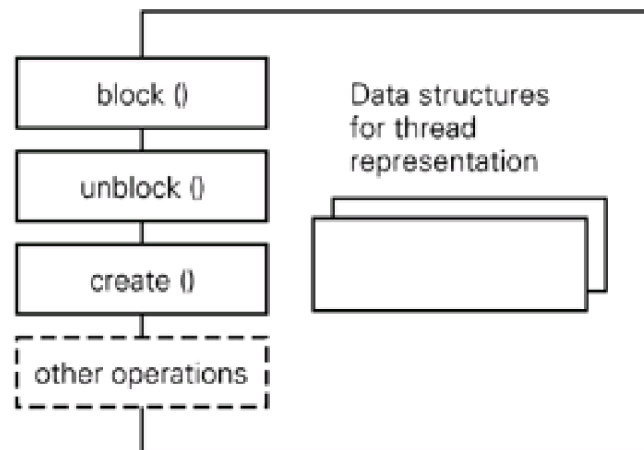 block ()
unblock ()
create ()
other operations
Data structures
for thread
representation